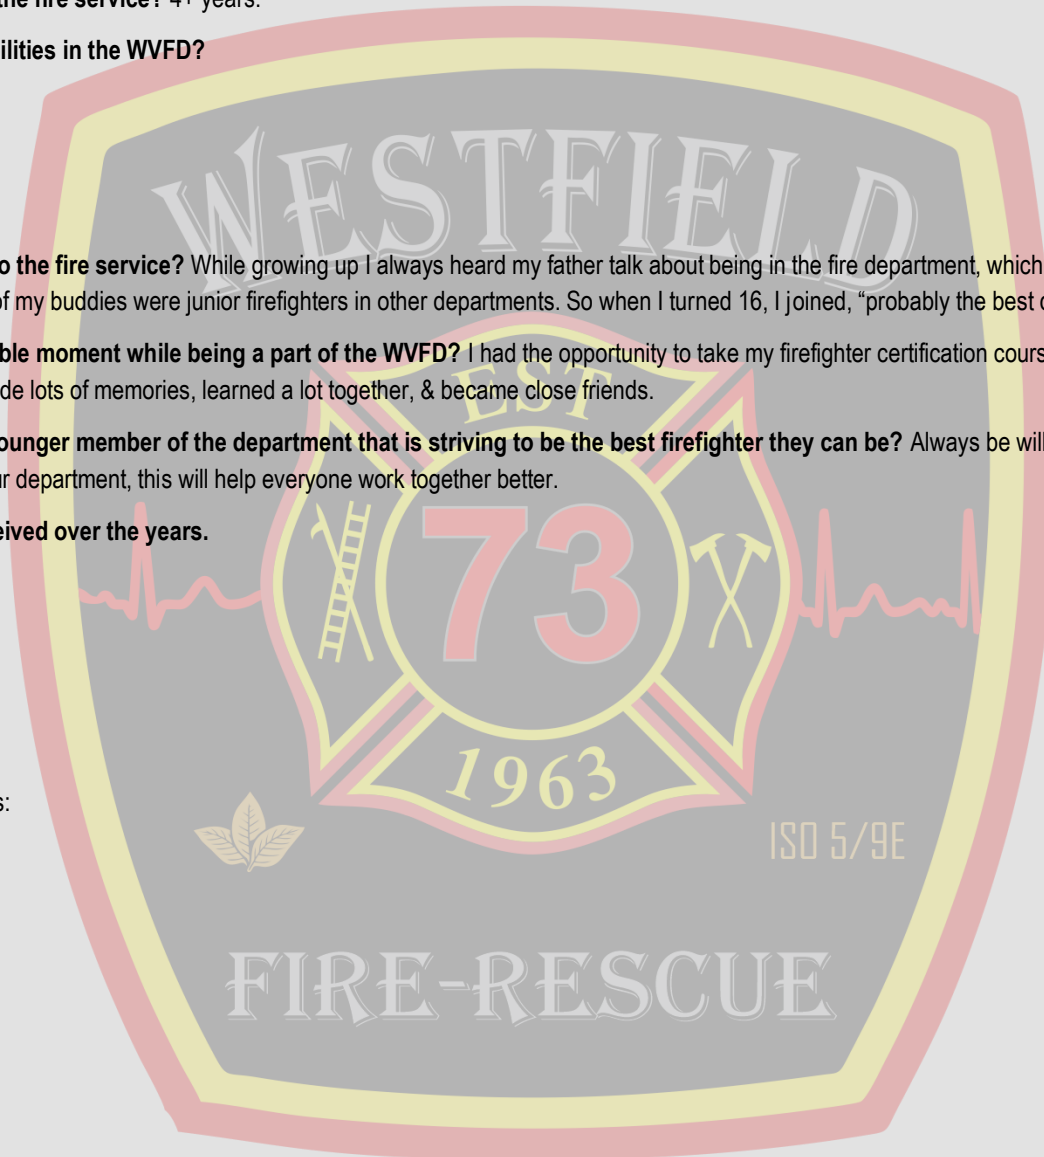 the fire service? 4+ years.
ilities in the WVFD?
WESTFIELD
o the fire service? While growing up I always heard my father talk about being in the fire department, which
of my buddies were junior firefighters in other departments. So when I turned 16, I joined, “probably the best
ble moment while being a part of the WVFD? I had the opportunity to take my firefighter certification cours
de lots of memories, learned a lot together, & became close friends.
EST
ounger member of the department that is striving to be the best firefighter they can be? Always be will
ur department, this will help everyone work together better.
eived over the years.
73
1963
s:
ISO 5/9E
FIRE-RESCUE